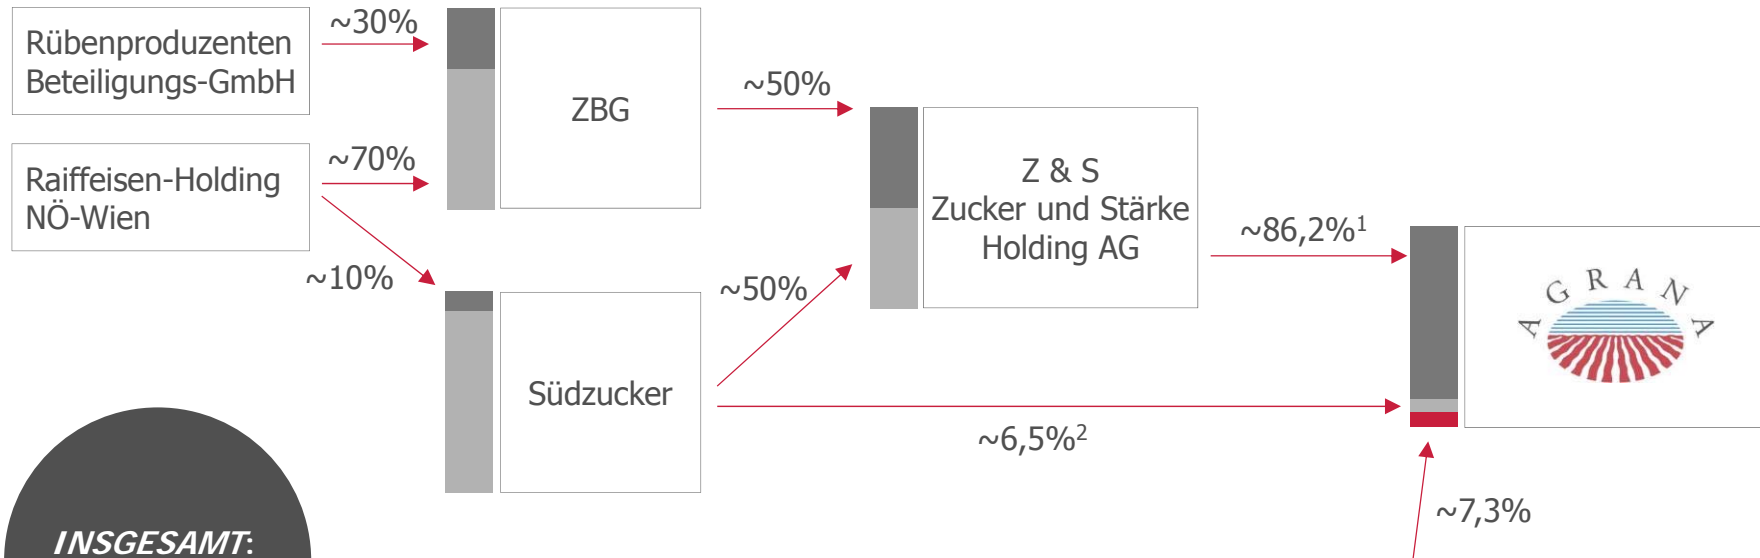 Rübenproduzenten
Beteiligungs-GmbH
~30%
Raiffeisen-Holding
NÖ-Wien
~70%
~10%
ZBG
~50%
Südzucker
~50%
Z & S
Zucker und Stärke
Holding AG
~86,2%¹
~6,5%²
AGRANA
~7,3%
INSGESAMT: